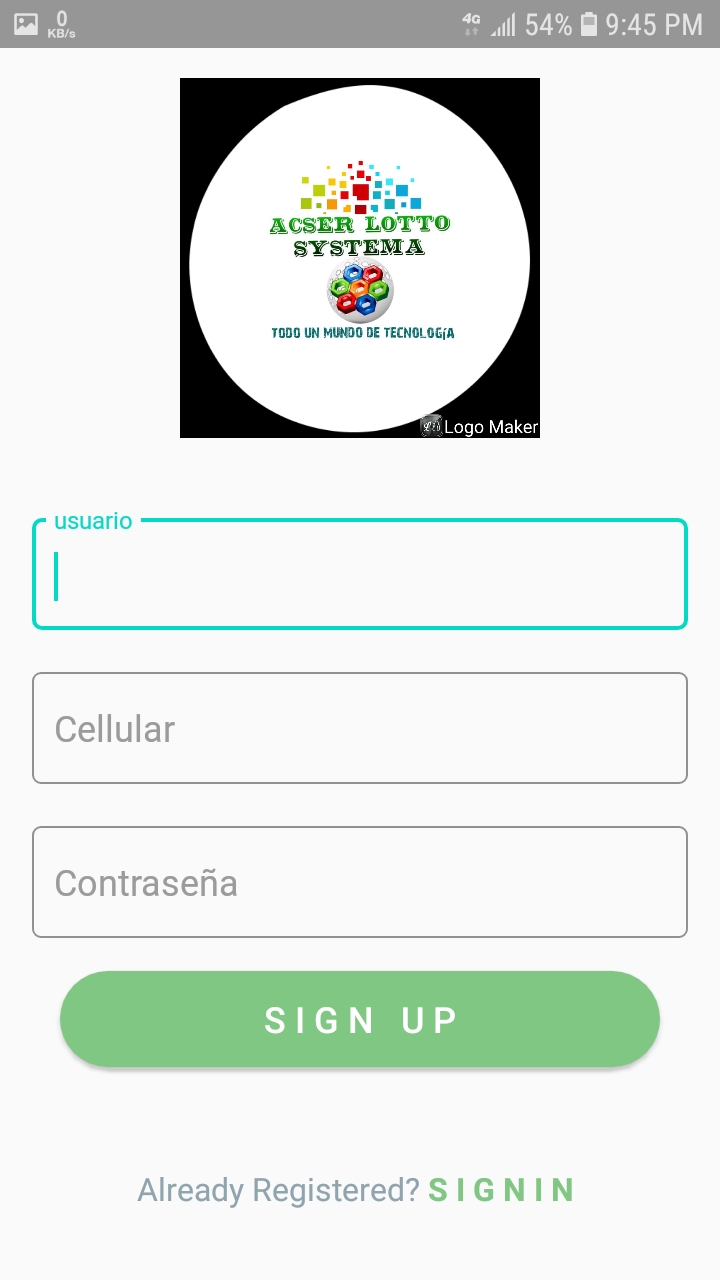 0
KB/s
4G
54%
9:45 PM
ACSER LOTTO
SYSTEMA
TODO UN MUNDO DE TECNOLOGíA
Logo Maker
usuario
Cellular
Contraseña
SIGN UP
Already Registered? SIGNIN